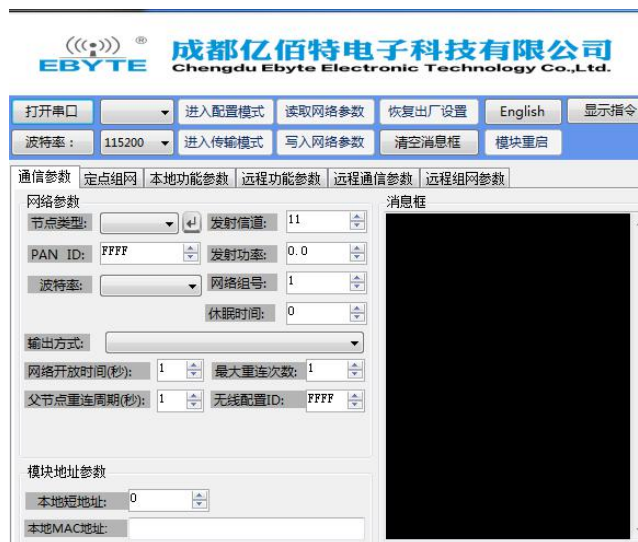 ((( ))) ®
EBYTE
成都亿佰特电子科技有限公司
Chengdu Ebyte Electronic Technology Co.,Ltd.
打开串口 进入配置模式 读取网络参数 恢复出厂设置 English 显示指令
波特率： 115200 进入传输模式 写入网络参数 清空消息框 模块重启
通信参数 定点组网 本地功能参数 远程功能参数 远程通信参数 远程组网参数
网络参数 消息框
节点类型: 发射信道: 11
PAN ID: FFFF 发射功率: 0.0
波特率: 网络组号: 1
休眠时间: 0
输出方式:
网络开放时间(秒): 1 最大重连次数: 1
父节点重连周期(秒): 1 无线配置ID: FFFF
模块地址参数
本地短地址: 0
本地MAC地址: